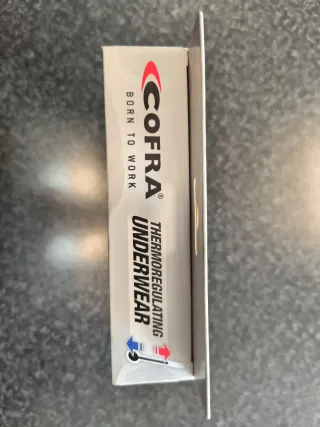 COFRA®
BORN TO WORK
THERMOREGULATING
UNDERWEAR